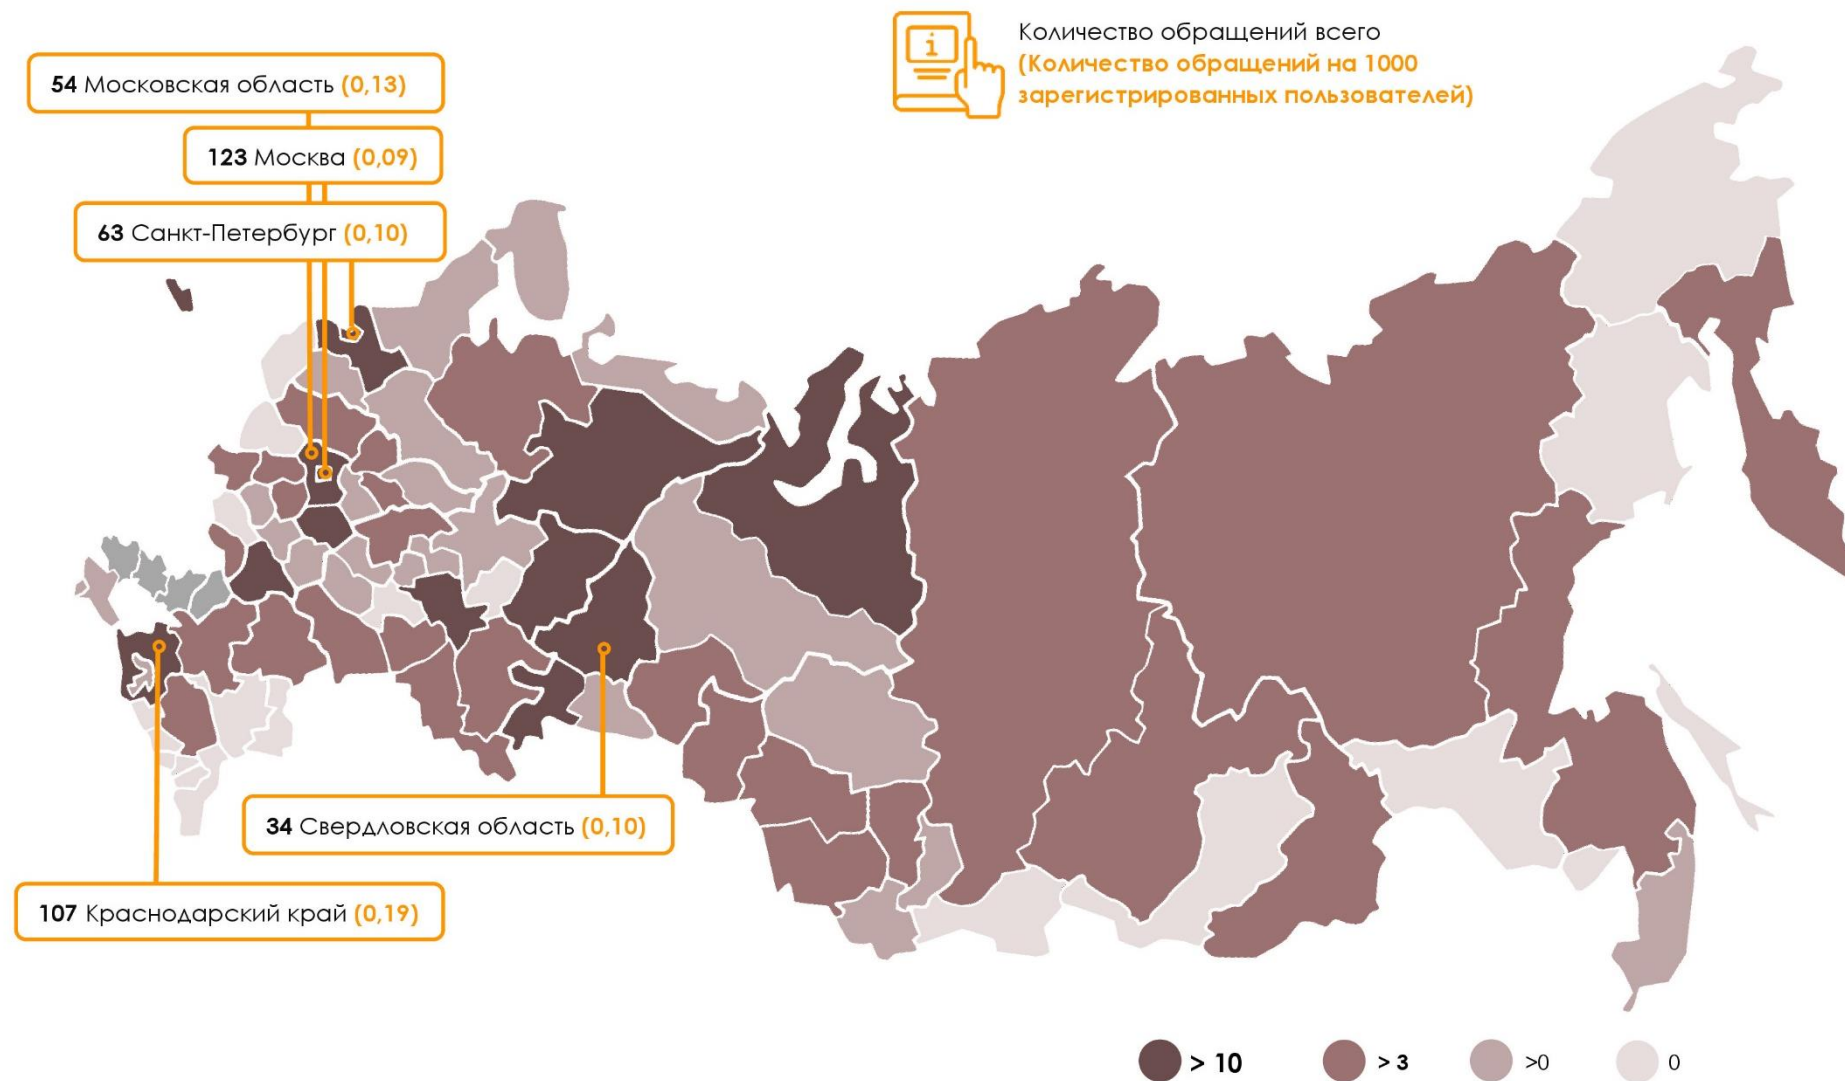 Количество обращений всего
(Количество обращений на 1000
зарегистрированных пользователей)
54 Московская область (0,13)
123 Москва (0,09)
63 Санкт-Петербург (0,10)
34 Свердловская область (0,10)
107 Краснодарский край (0,19)
> 10
> 3
>0
0